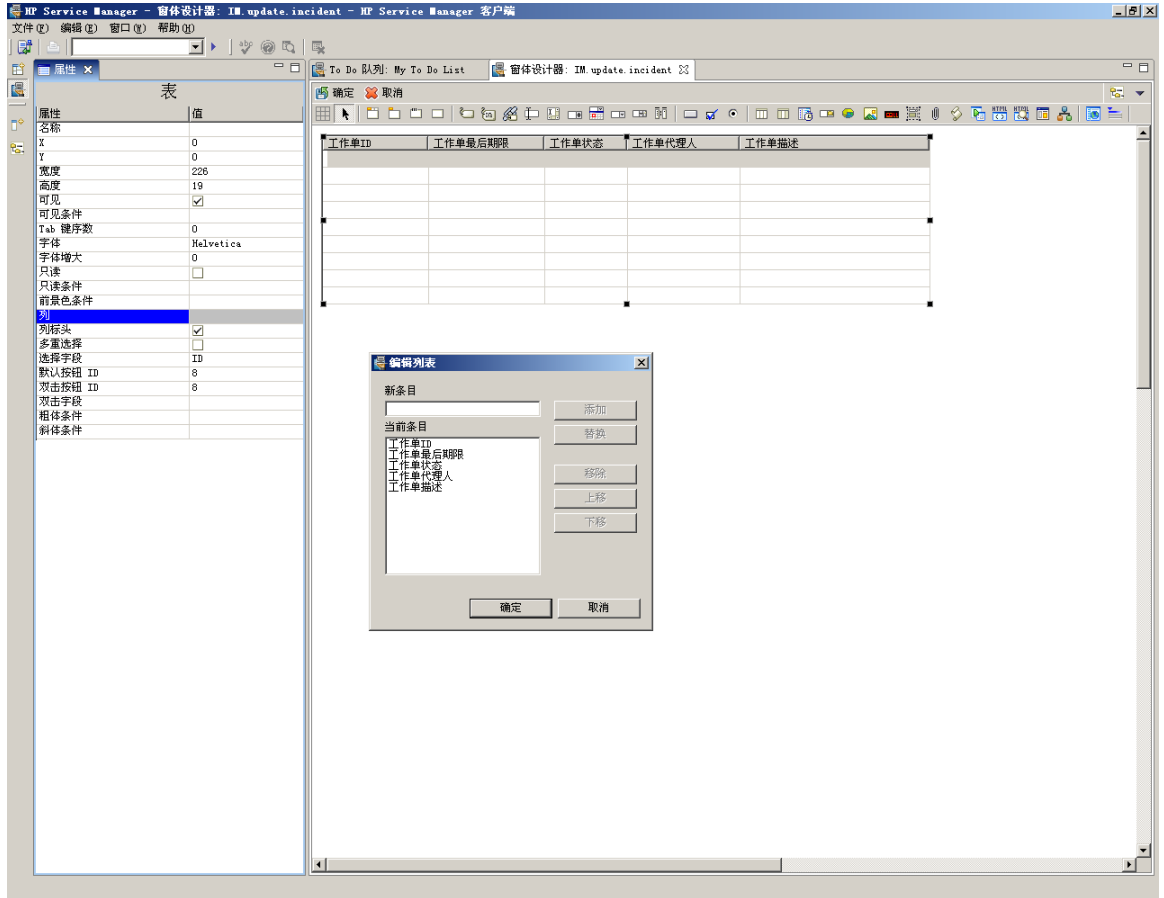 HP Service Manager - 窗体设计器: IM.update.incident - HP Service Manager 客户端
文件(F) 编辑(E) 窗口(W) 帮助(H)
属性
To Do 队列: My To Do List
窗体设计器: IM.update.incident
表
确定 取消
属性 值
名称
X 0
Y 0
宽度 226
高度 19
可见
可见条件
Tab 键序数 0
字体 Helvetica
字体增大 0
只读
只读条件
前景色条件
列
列标头
多重选择
选择字段 ID
默认按钮 ID 8
双击按钮 ID 8
双击字段
粗体条件
斜体条件
工作单ID 工作单最后期限 工作单状态 工作单代理人 工作单描述
编辑列表
新条目
添加
当前条目
替换
工作单ID
工作单最后期限
工作单状态
工作单代理人
工作单描述
移除
上移
下移
确定 取消